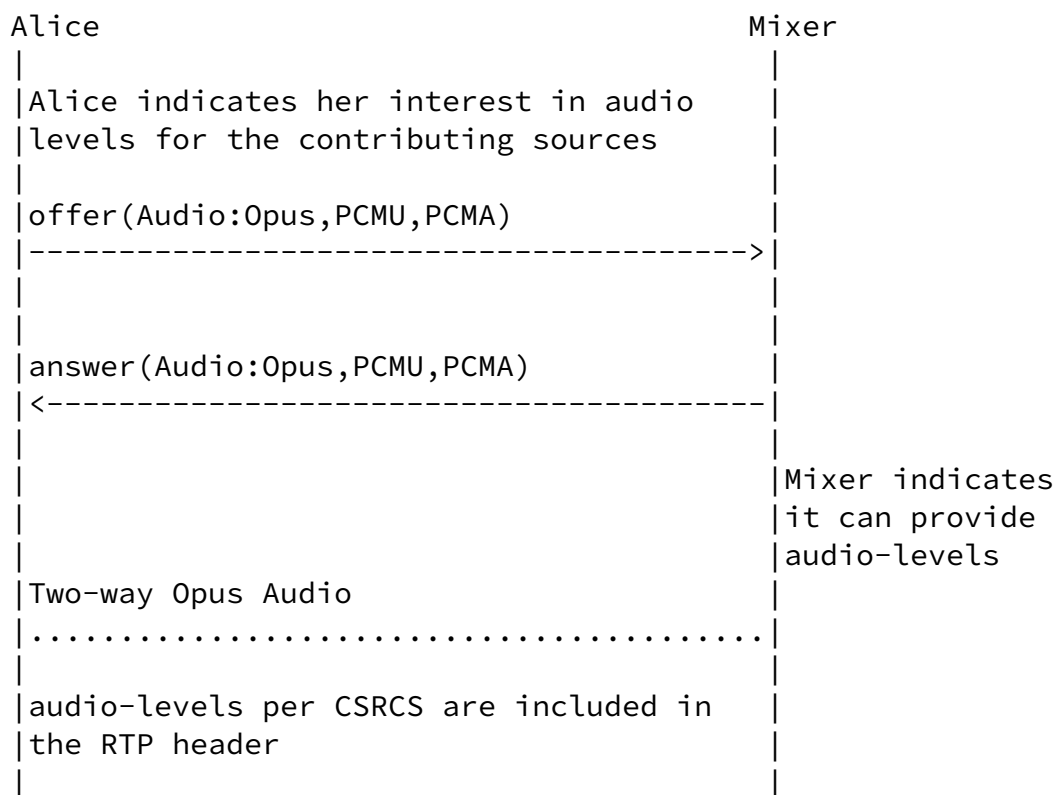 Alice Mixer
Alice indicates her interest in audio
levels for the contributing sources
offer(Audio:Opus,PCMU,PCMA)
answer(Audio:Opus,PCMU,PCMA)
Mixer indicates
it can provide
audio-levels
Two-way Opus Audio
audio-levels per CSRCS are included in
the RTP header